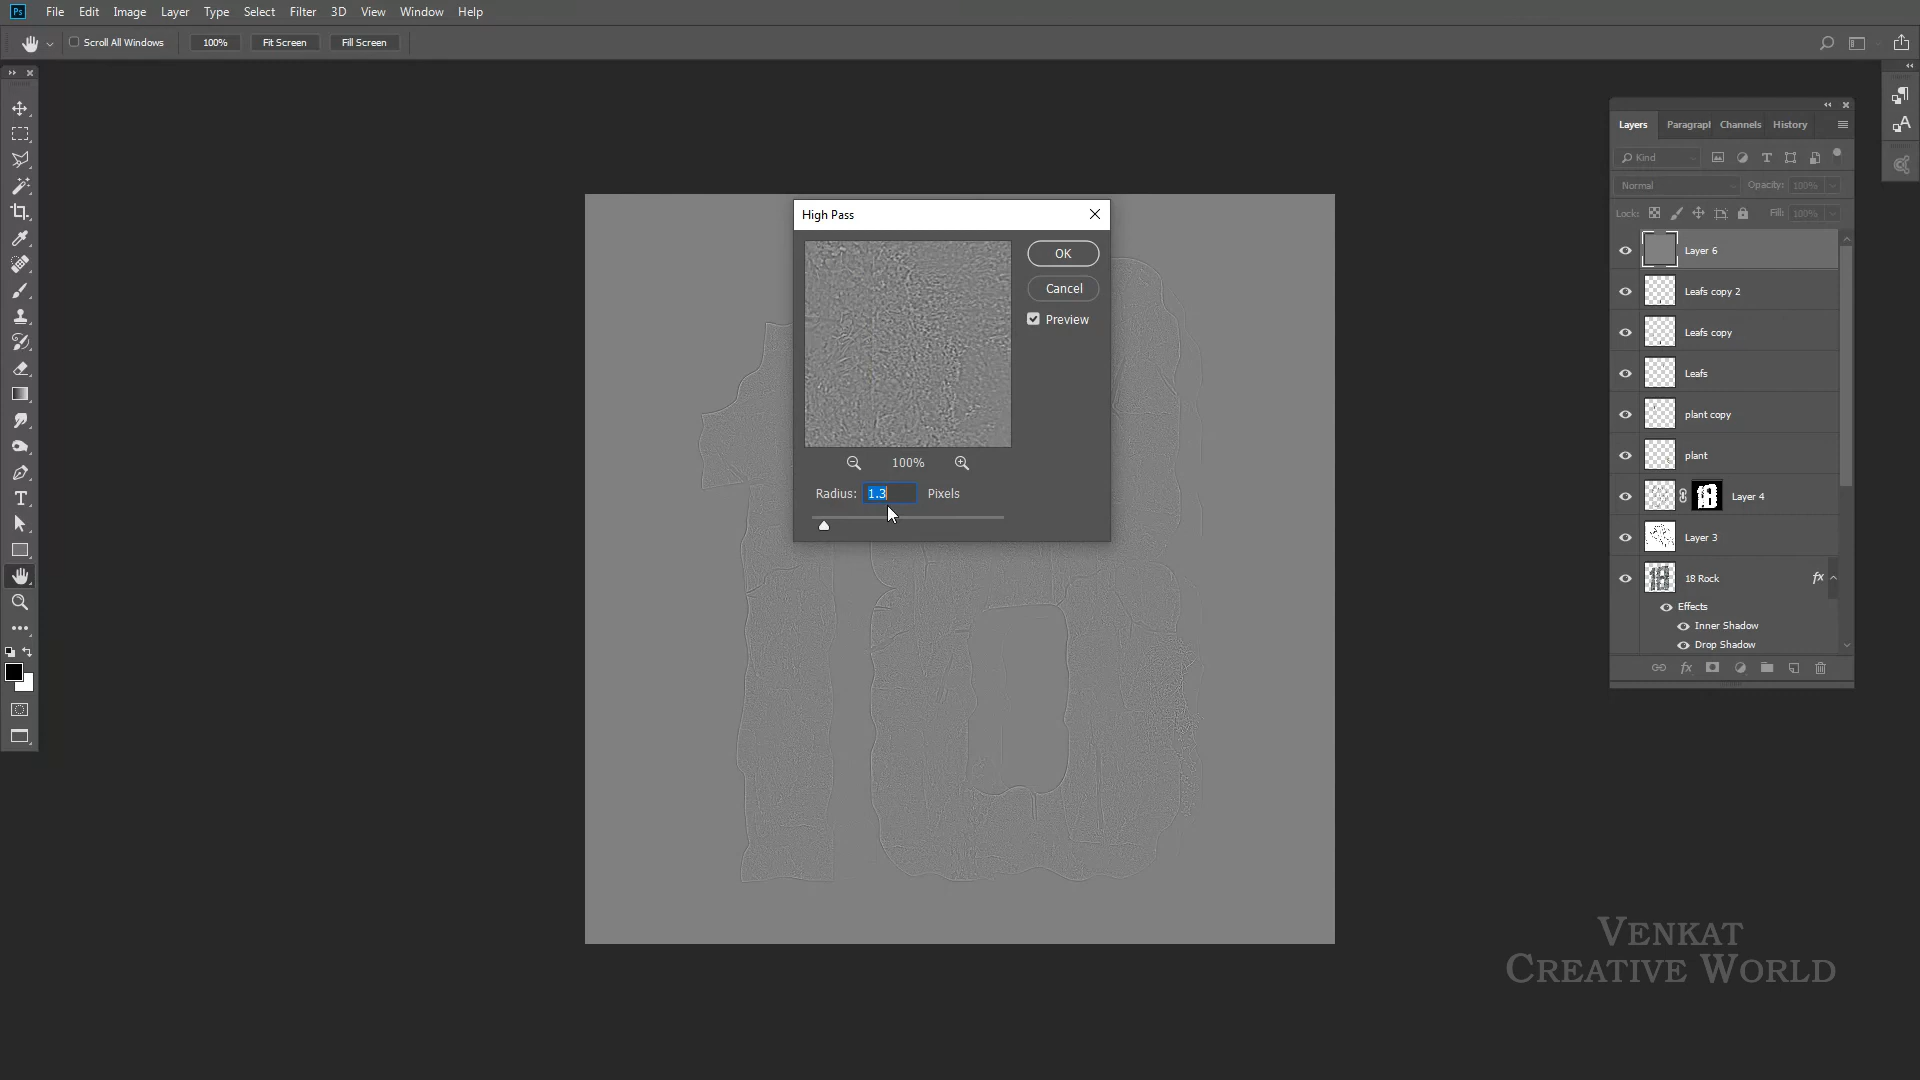 Ps File Edit Image Layer Type Select Filter 3D View Window Help
Scroll All Windows 100% Fit Screen Fill Screen
Layers Paragrapl Channels History
Kind
Normal Opacity: 100%
Lock: Fill: 100%
High Pass
OK
Cancel
Preview
100%
Radius: 1.3 Pixels
Layer 6
Leafs copy 2
Leafs copy
Leafs
plant copy
plant
Layer 4
Layer 3
18 Rock fx
Effects
Inner Shadow
Drop Shadow
fx
VENKAT
CREATIVE WORLD